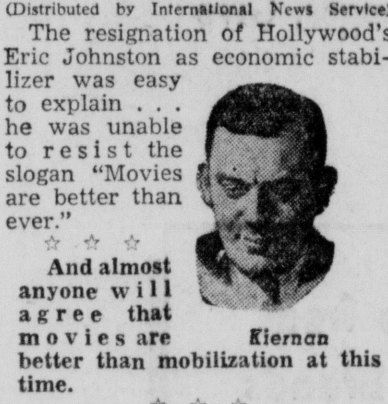 (Distributed by International News Service)
The resignation of Hollywood's
Eric Johnston as economic stabi-
lizer was easy
to explain . . .
he was unable
to resist the
slogan “Movies
are better than
ever.”
☆ ☆ ☆
And almost
anyone will
agree that
movies are
Kiernan
better than mobilization at this
time.
☆ ☆ ☆